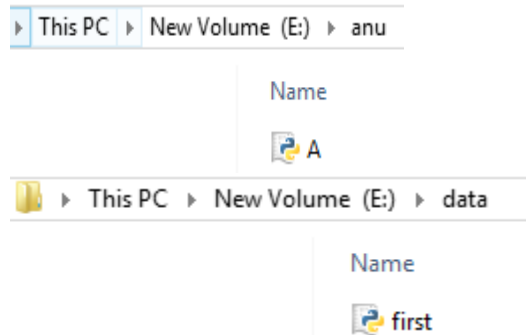 This PC New Volume (E:) anu
Name
A
This PC New Volume (E:) data
Name
first